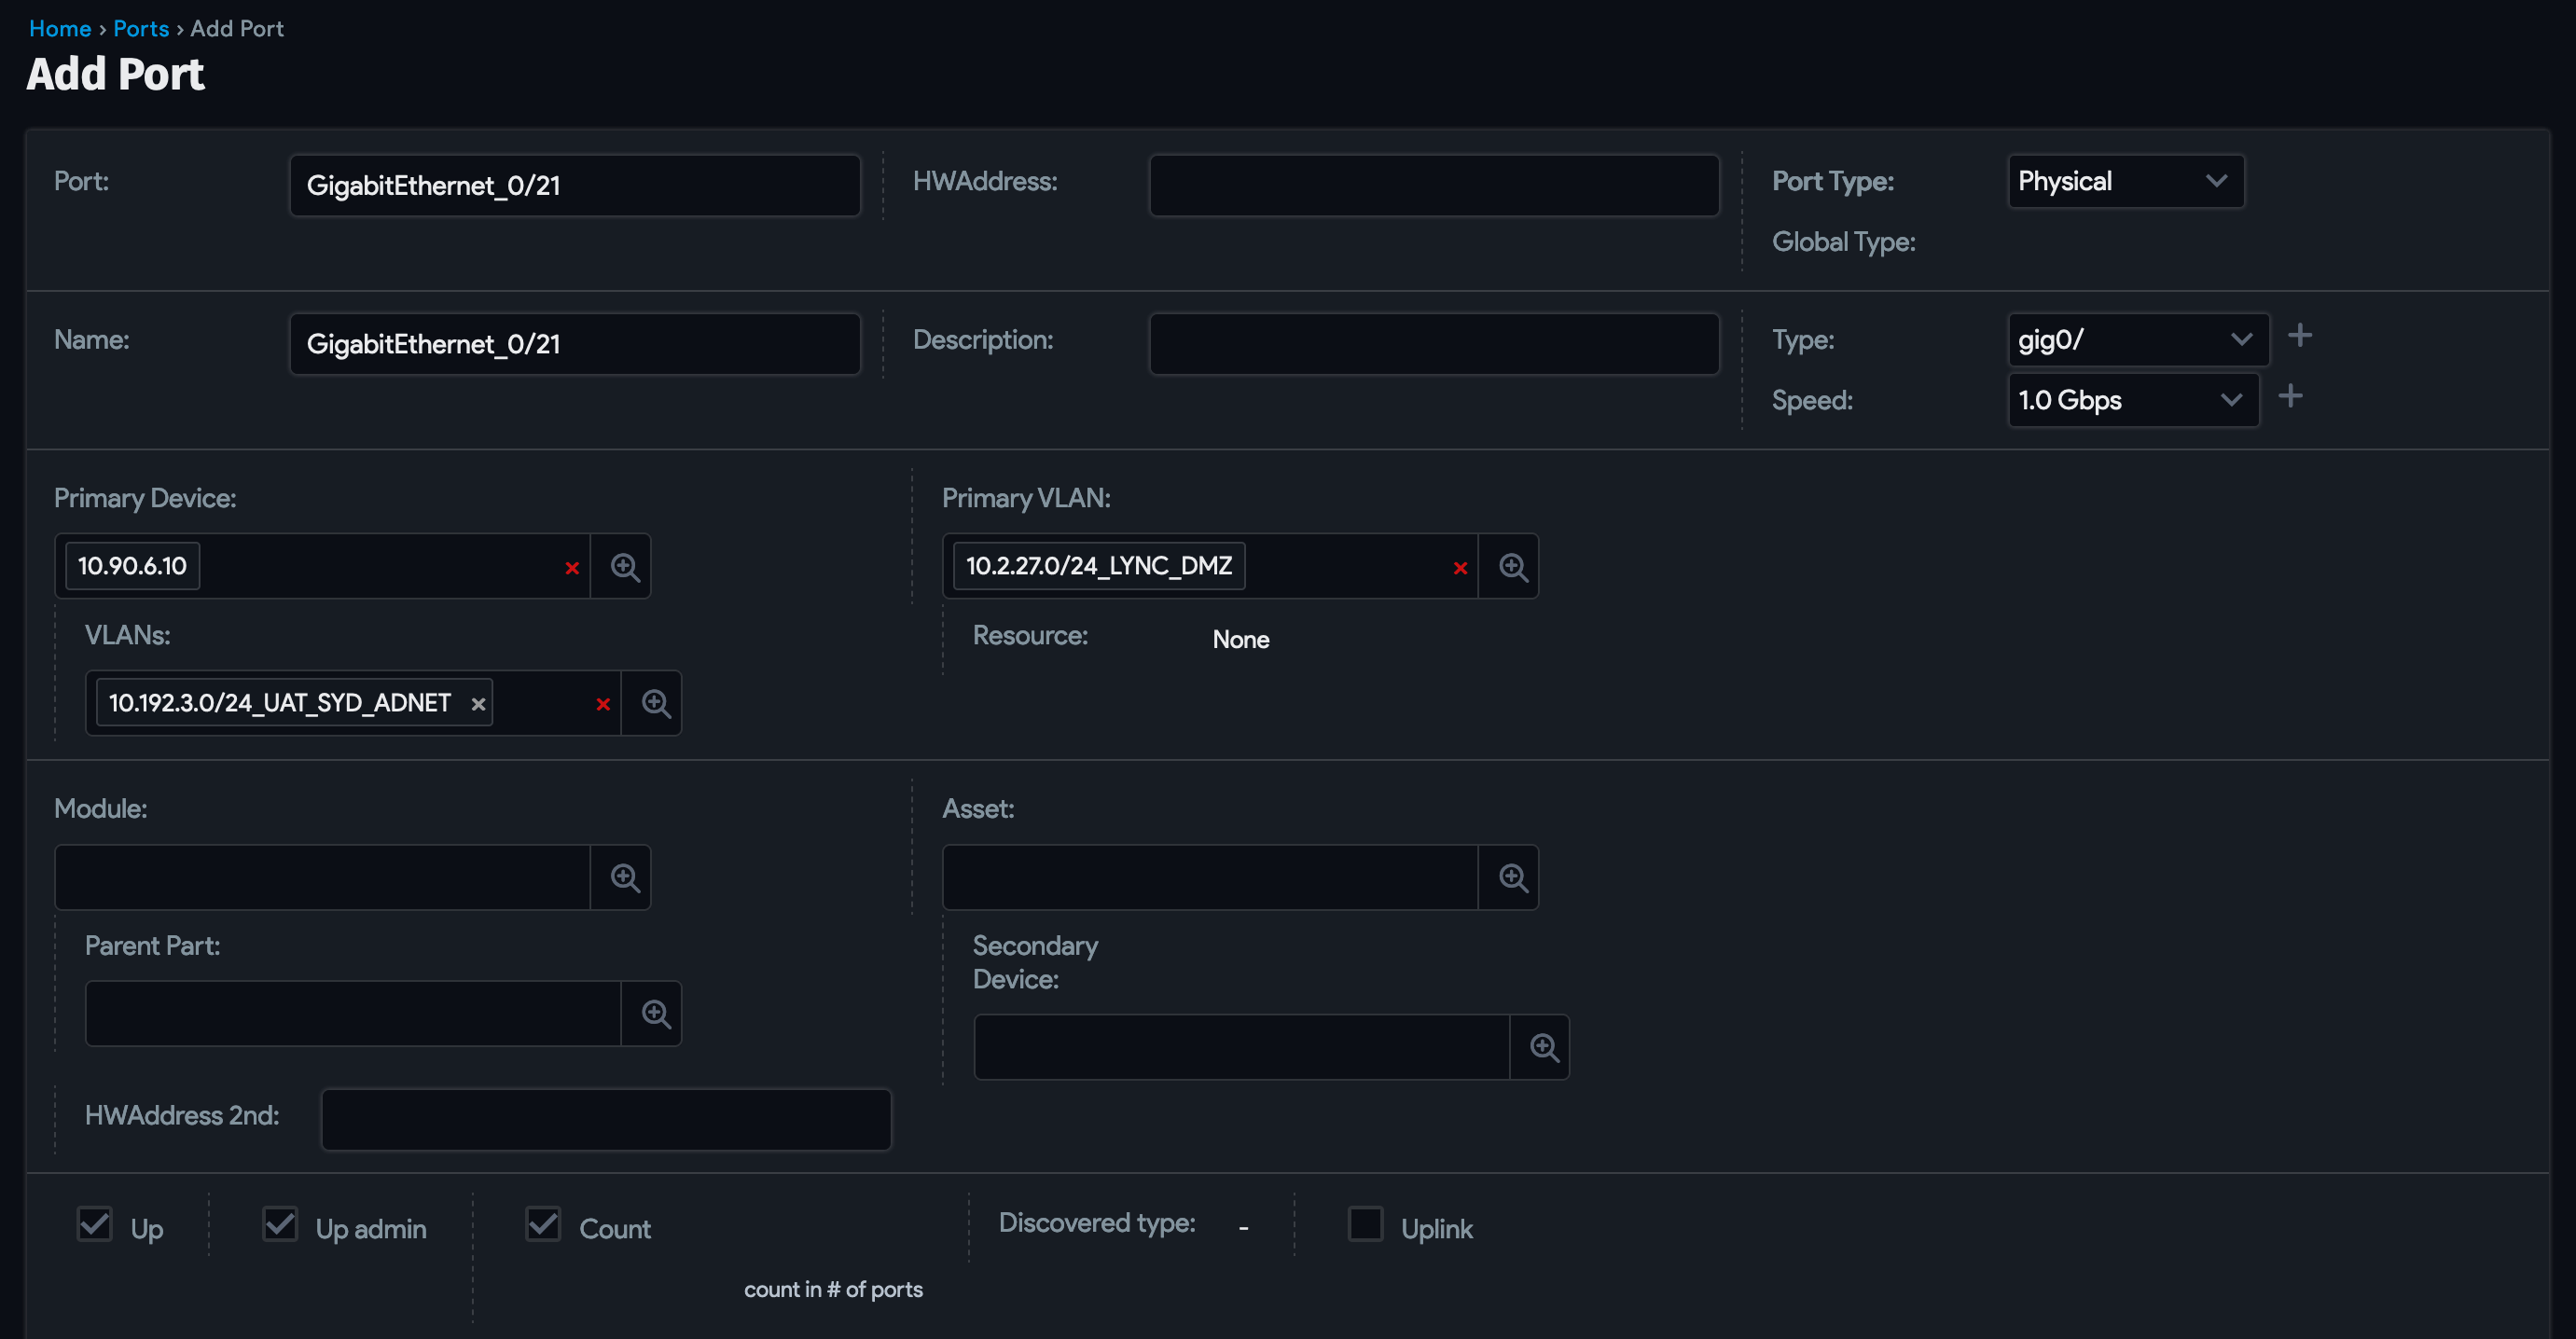 Home › Ports › Add Port
Add Port
Port:
GigabitEthernet_0/21
HWAddress:
Port Type:
Physical
Global Type:
Name:
GigabitEthernet_0/21
Description:
Type:
gig0/
Speed:
1.0 Gbps
Primary Device:
10.90.6.10
Primary VLAN:
10.2.27.0/24_LYNC_DMZ
VLANs:
10.192.3.0/24_UAT_SYD_ADNET
Resource:
None
Module:
Asset:
Parent Part:
Secondary
Device:
HWAddress 2nd:
Up
Up admin
Count
count in # of ports
Discovered type:
-
Uplink